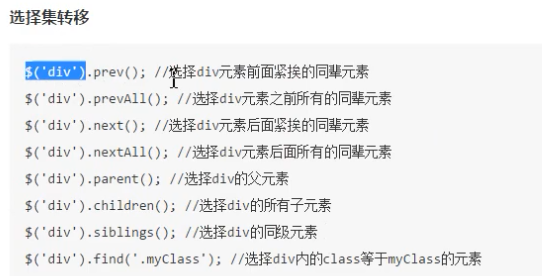 选择集转移
$('div').prev(); //选择div元素前面紧挨的同辈元素
$('div').prevAll(); //选择div元素之前所有的同辈元素
$('div').next(); //选择div元素后面紧挨的同辈元素
$('div').nextAll(); //选择div元素后面所有的同辈元素
$('div').parent(); //选择div的父元素
$('div').children(); //选择div的所有子元素
$('div').siblings(); //选择div的同级元素
$('div').find('.myClass'); //选择div内的class等于myClass的元素